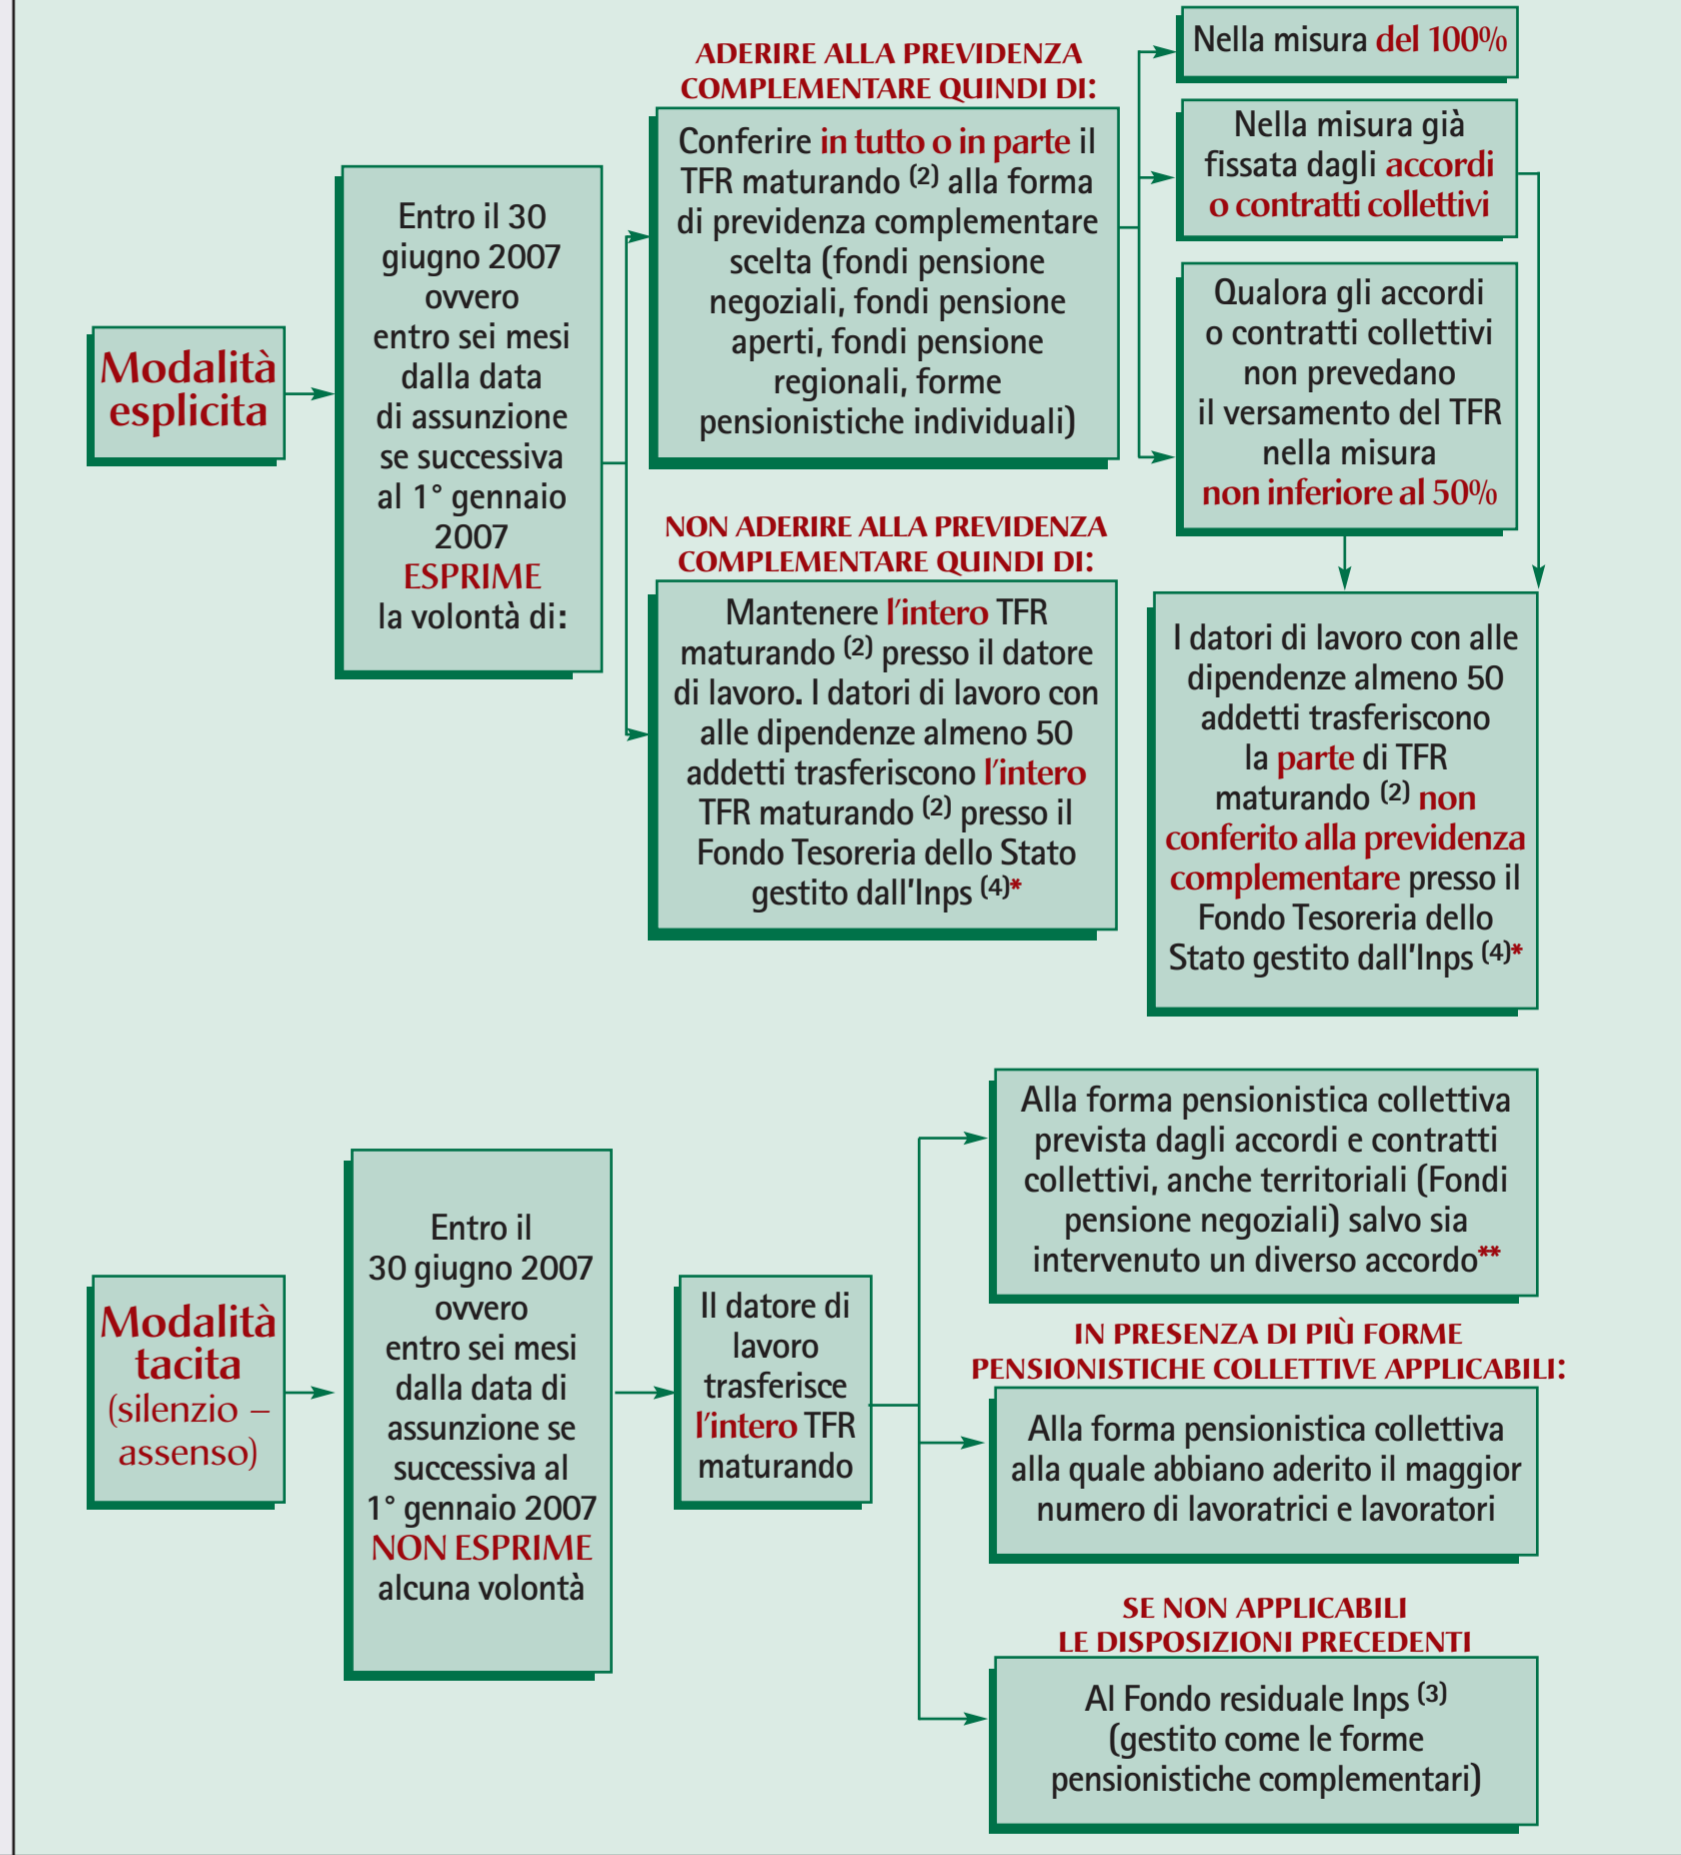 Modalità
esplicita
Entro il 30
giugno 2007
ovvero
entro sei mesi
dalla data
di assunzione
se successiva
al 1° gennaio
2007
ESPRIME
la volontà di:
ADERIRE ALLA PREVIDENZA
COMPLEMENTARE QUINDI DI:
Conferire in tutto o in parte il
TFR maturando (2) alla forma
di previdenza complementare
scelta (fondi pensione
negoziali, fondi pensione
aperti, fondi pensione
regionali, forme
pensionistiche individuali)
Nella misura del 100%
Nella misura già
fissata dagli accordi
o contratti collettivi
Qualora gli accordi
o contratti collettivi
non prevedano
il versamento del TFR
nella misura
non inferiore al 50%
NON ADERIRE ALLA PREVIDENZA
COMPLEMENTARE QUINDI DI:
Mantenere l'intero TFR
maturando (2) presso il datore
di lavoro. I datori di lavoro con
alle dipendenze almeno 50
addetti trasferiscono l'intero
TFR maturando (2) presso il
Fondo Tesoreria dello Stato
gestito dall'Inps (4)*
I datori di lavoro con alle
dipendenze almeno 50
addetti trasferiscono
la parte di TFR
maturando (2) non
conferito alla previdenza
complementare presso il
Fondo Tesoreria dello
Stato gestito dall'Inps (4)*
Modalità
tacita
(silenzio –
assenso)
Entro il
30 giugno 2007
ovvero
entro sei mesi
dalla data di
assunzione se
successiva al
1° gennaio 2007
NON ESPRIME
alcuna volontà
Il datore di
lavoro
trasferisce
l'intero TFR
maturando
Alla forma pensionistica collettiva
prevista dagli accordi e contratti
collettivi, anche territoriali (Fondi
pensione negoziali) salvo sia
intervenuto un diverso accordo**
IN PRESENZA DI PIÙ FORME
PENSIONISTICHE COLLETTIVE APPLICABILI:
Alla forma pensionistica collettiva
alla quale abbiano aderito il maggior
numero di lavoratrici e lavoratori
SE NON APPLICABILI
LE DISPOSIZIONI PRECEDENTI
Al Fondo residuale Inps (3)
(gestito come le forme
pensionistiche complementari)